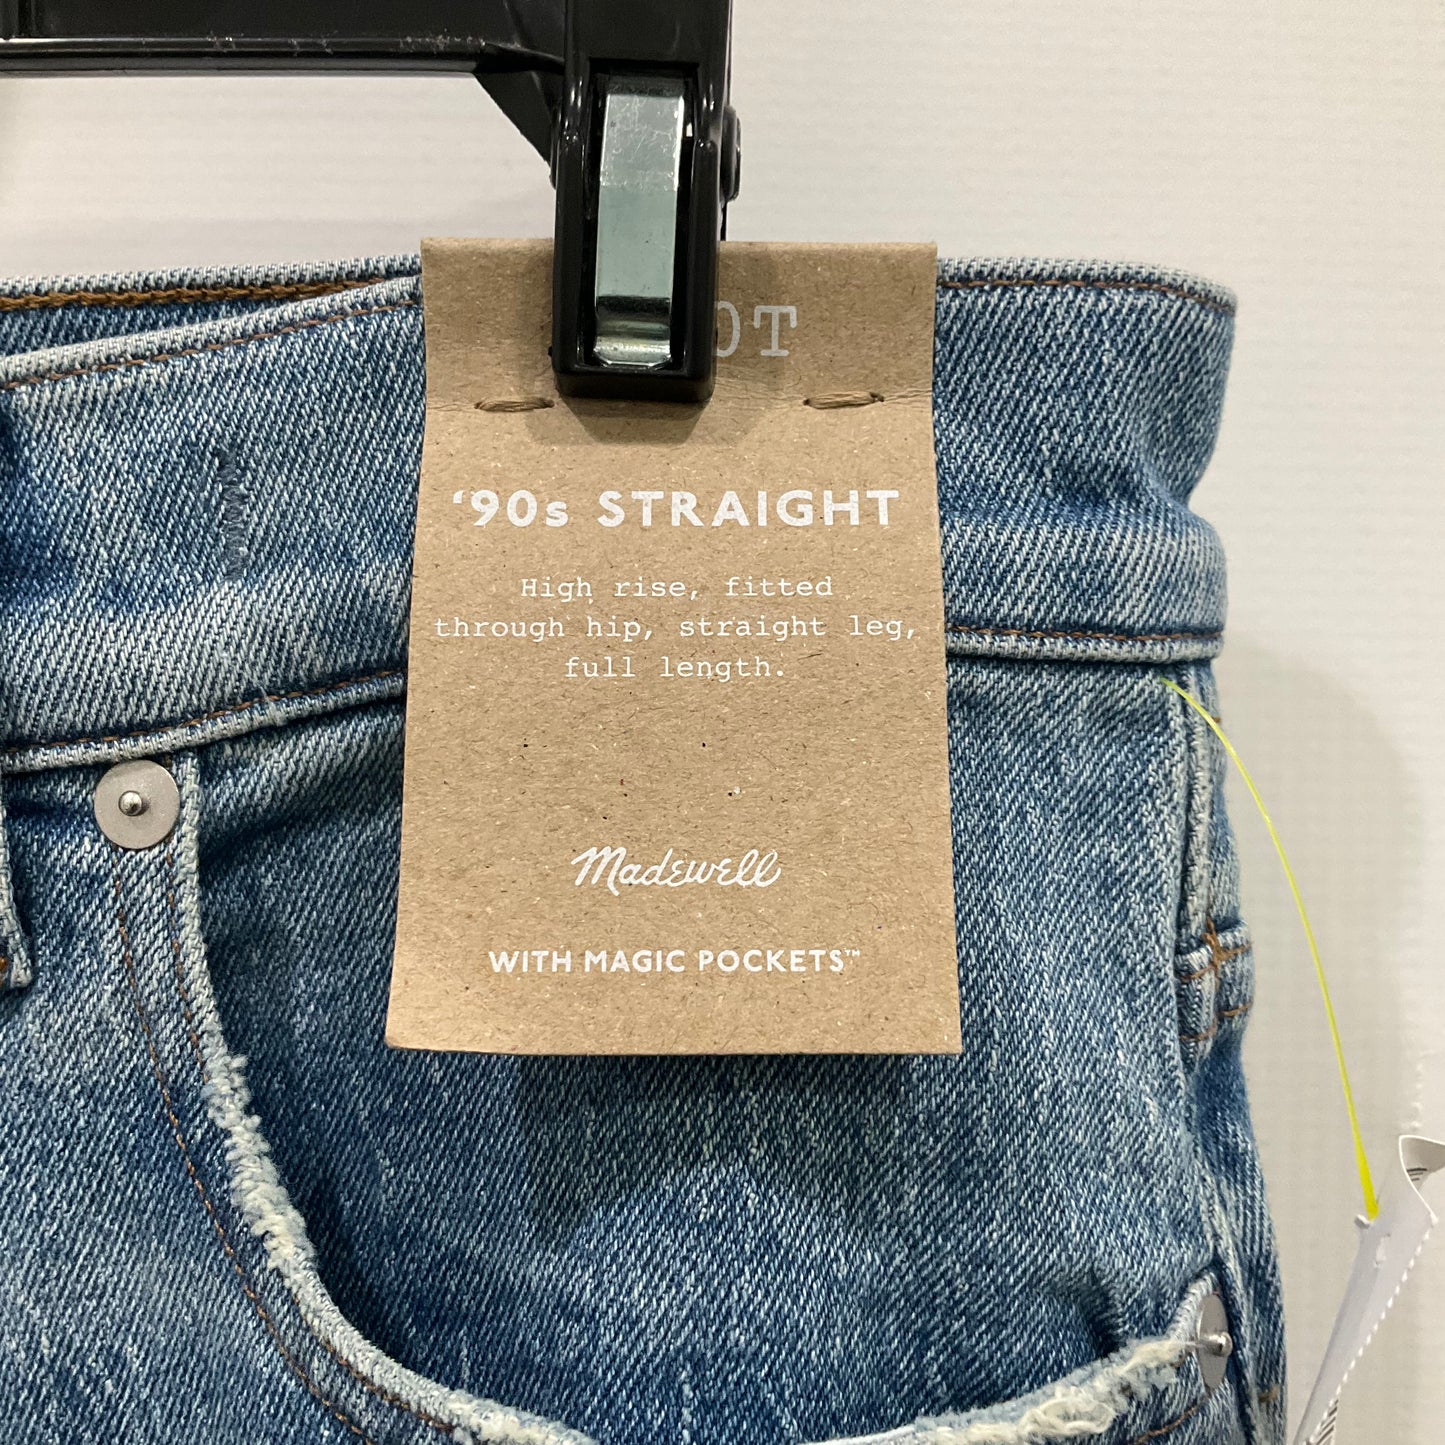 '90s STRAIGHT
High rise, fitted
through hip, straight leg,
full length.
Madewell
WITH MAGIC POCKETS™